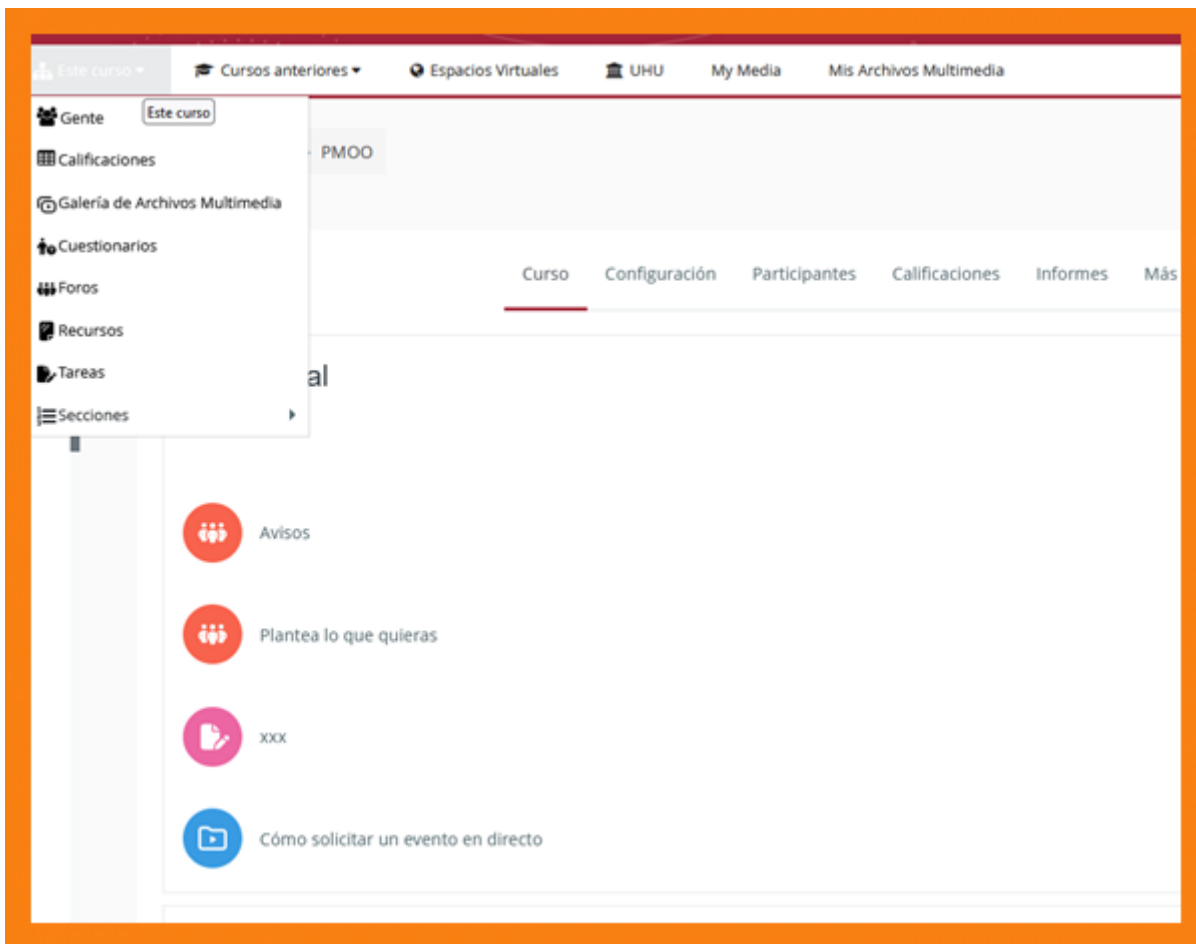 Este curso Cursos anteriores Espacios Virtuales UHU My Media Mis Archivos Multimedia
Gente
Este curso
Calificaciones
PMOO
Galería de Archivos Multimedia
Cuestionarios
Curso Configuración Participantes Calificaciones Informes Más
Foros
Recursos
Tareas
al
Secciones
Avisos
Plantea lo que quieras
xxx
Cómo solicitar un evento en directo